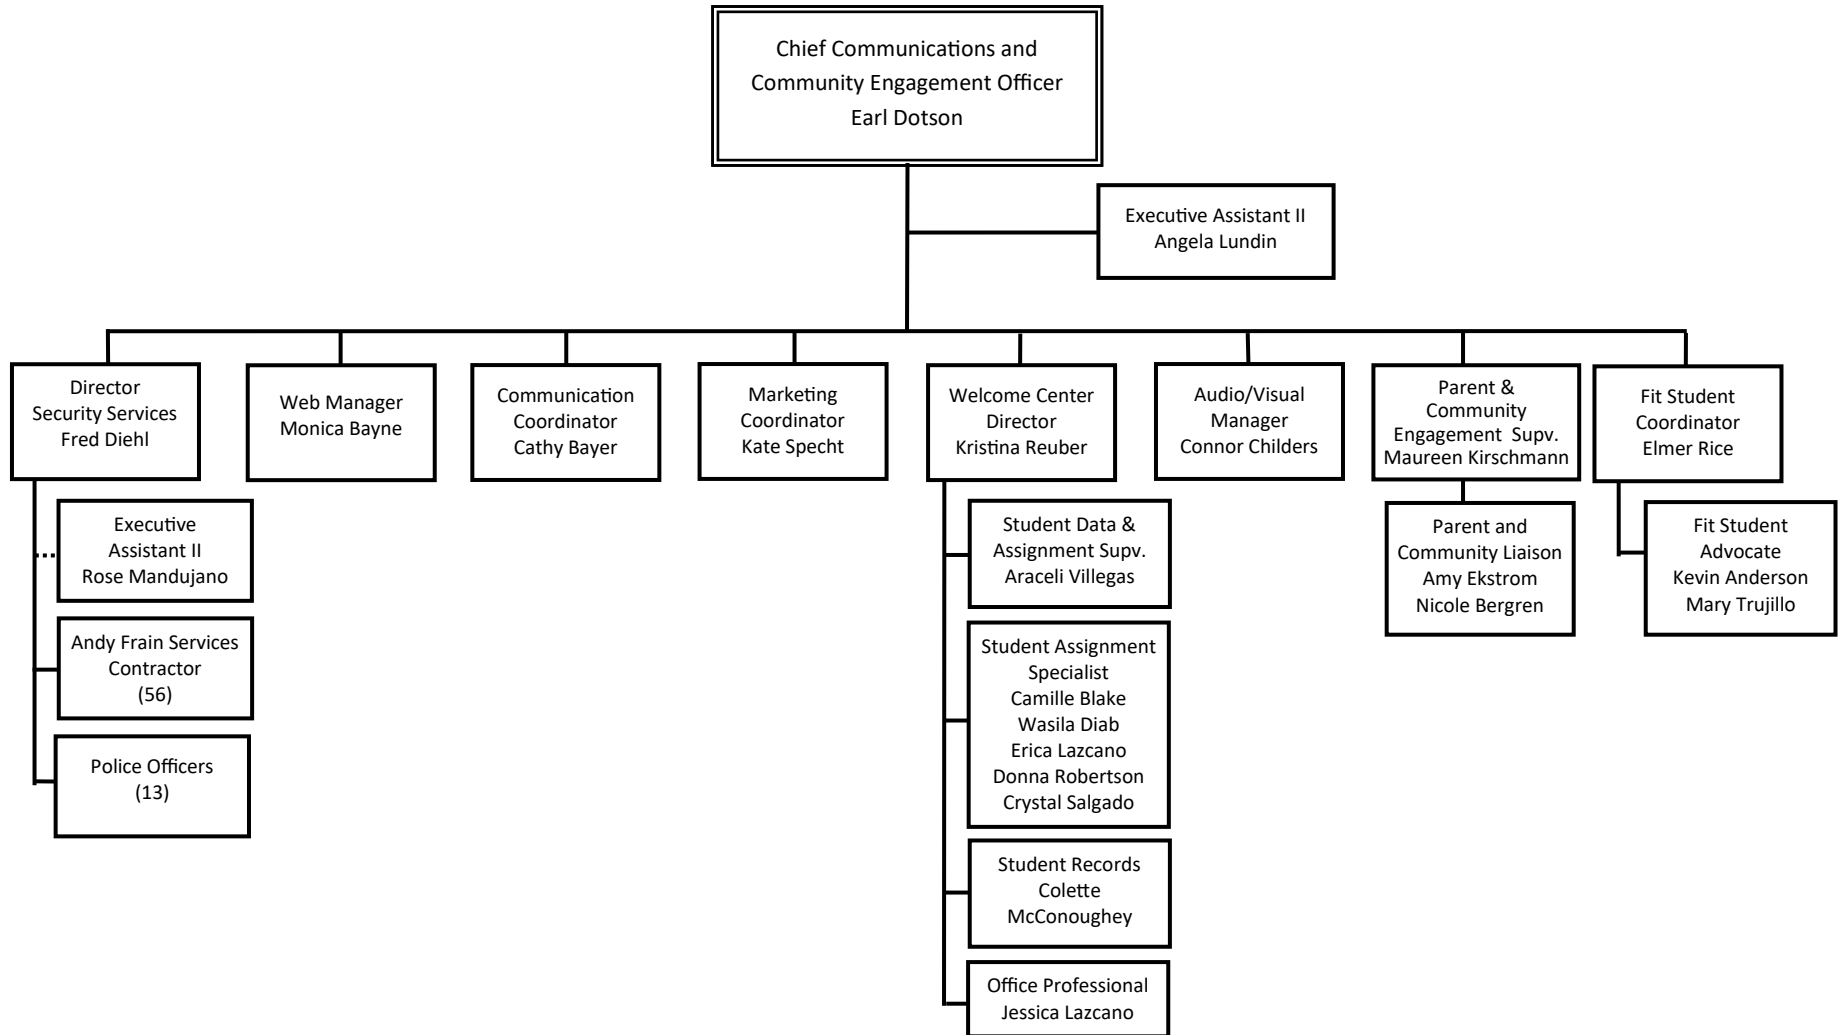 Chief Communications and
Community Engagement Officer
Earl Dotson
Executive Assistant II
Angela Lundin
Director
Security Services
Fred Diehl
Web Manager
Monica Bayne
Communication
Coordinator
Cathy Bayer
Marketing
Coordinator
Kate Specht
Welcome Center
Director
Kristina Reuber
Audio/Visual
Manager
Connor Childers
Parent &
Community
Engagement Supv.
Maureen Kirschmann
Fit Student
Coordinator
Elmer Rice
Executive
Assistant II
Rose Mandujano
Andy Frain Services
Contractor
(56)
Police Officers
(13)
Student Data &
Assignment Supv.
Araceli Villegas
Student Assignment
Specialist
Camille Blake
Wasila Diab
Erica Lazcano
Donna Robertson
Crystal Salgado
Student Records
Colette
McConoughey
Office Professional
Jessica Lazcano
Parent and
Community Liaison
Amy Ekstrom
Nicole Bergren
Fit Student
Advocate
Kevin Anderson
Mary Trujillo